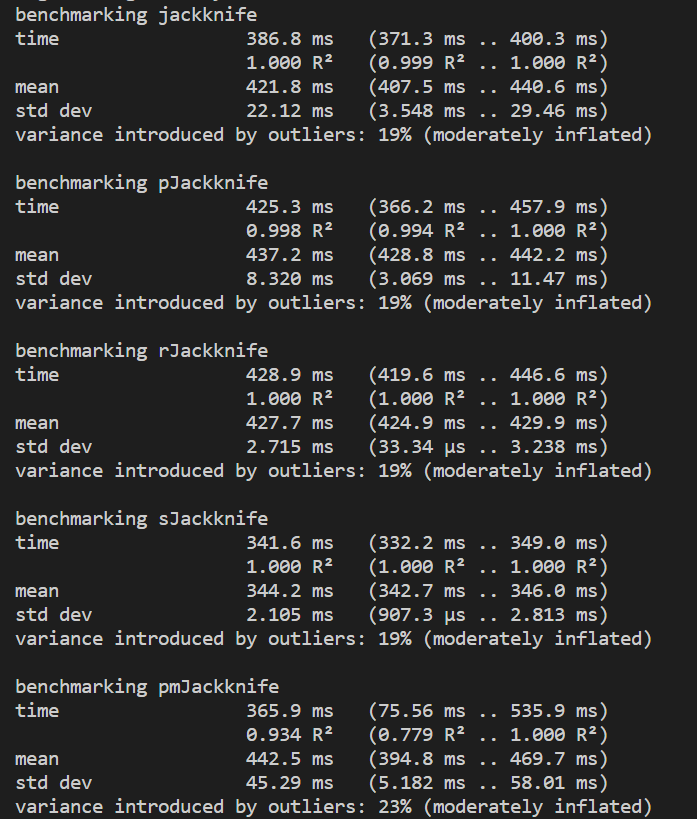 benchmarking jackknife
time                 386.8 ms   (371.3 ms .. 400.3 ms)
                     1.000 R²   (0.999 R² .. 1.000 R²)
mean                 421.8 ms   (407.5 ms .. 440.6 ms)
std dev              22.12 ms   (3.548 ms .. 29.46 ms)
variance introduced by outliers: 19% (moderately inflated)

benchmarking pJackknife
time                 425.3 ms   (366.2 ms .. 457.9 ms)
                     0.998 R²   (0.994 R² .. 1.000 R²)
mean                 437.2 ms   (428.8 ms .. 442.2 ms)
std dev              8.320 ms   (3.069 ms .. 11.47 ms)
variance introduced by outliers: 19% (moderately inflated)

benchmarking rJackknife
time                 428.9 ms   (419.6 ms .. 446.6 ms)
                     1.000 R²   (1.000 R² .. 1.000 R²)
mean                 427.7 ms   (424.9 ms .. 429.9 ms)
std dev              2.715 ms   (33.34 μs .. 3.238 ms)
variance introduced by outliers: 19% (moderately inflated)

benchmarking sJackknife
time                 341.6 ms   (332.2 ms .. 349.0 ms)
                     1.000 R²   (1.000 R² .. 1.000 R²)
mean                 344.2 ms   (342.7 ms .. 346.0 ms)
std dev              2.105 ms   (907.3 μs .. 2.813 ms)
variance introduced by outliers: 19% (moderately inflated)

benchmarking pmJackknife
time                 365.9 ms   (75.56 ms .. 535.9 ms)
                     0.934 R²   (0.779 R² .. 1.000 R²)
mean                 442.5 ms   (394.8 ms .. 469.7 ms)
std dev              45.29 ms   (5.182 ms .. 58.01 ms)
variance introduced by outliers: 23% (moderately inflated)